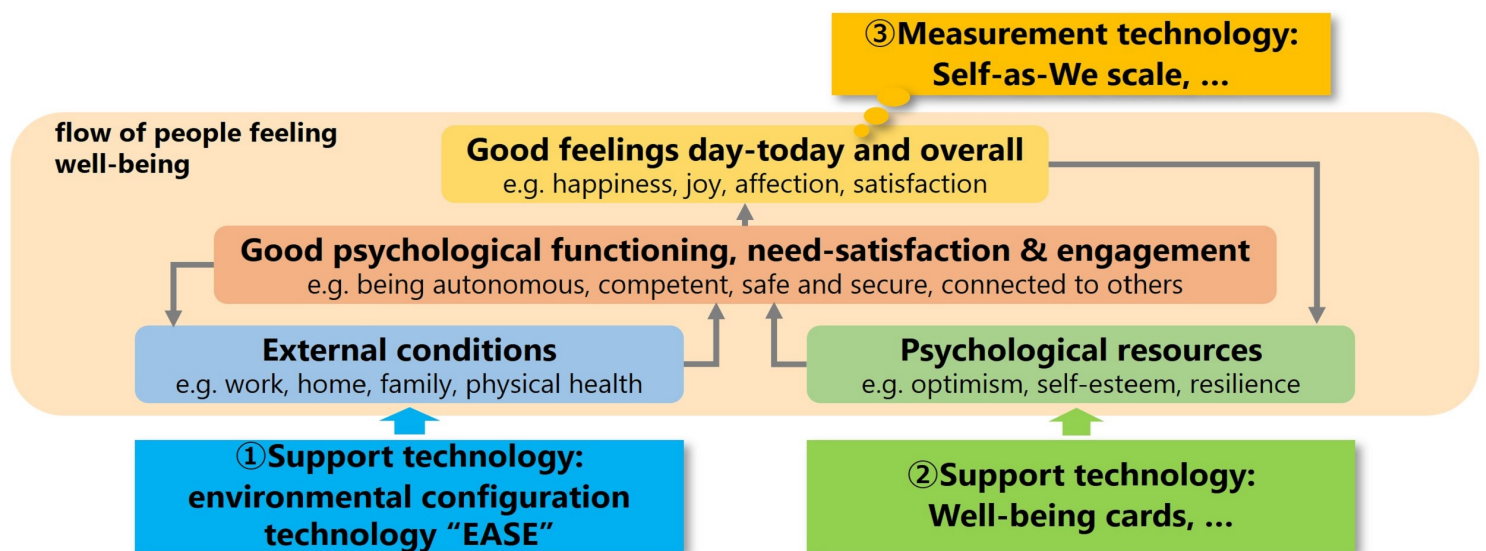 ③Measurement technology:
Self-as-We scale, ...
flow of people feeling
well-being
Good feelings day-today and overall
e.g. happiness, joy, affection, satisfaction
Good psychological functioning, need-satisfaction & engagement
e.g. being autonomous, competent, safe and secure, connected to others
External conditions
e.g. work, home, family, physical health
Psychological resources
e.g. optimism, self-esteem, resilience
①Support technology:
environmental configuration
technology “EASE”
②Support technology:
Well-being cards, ...